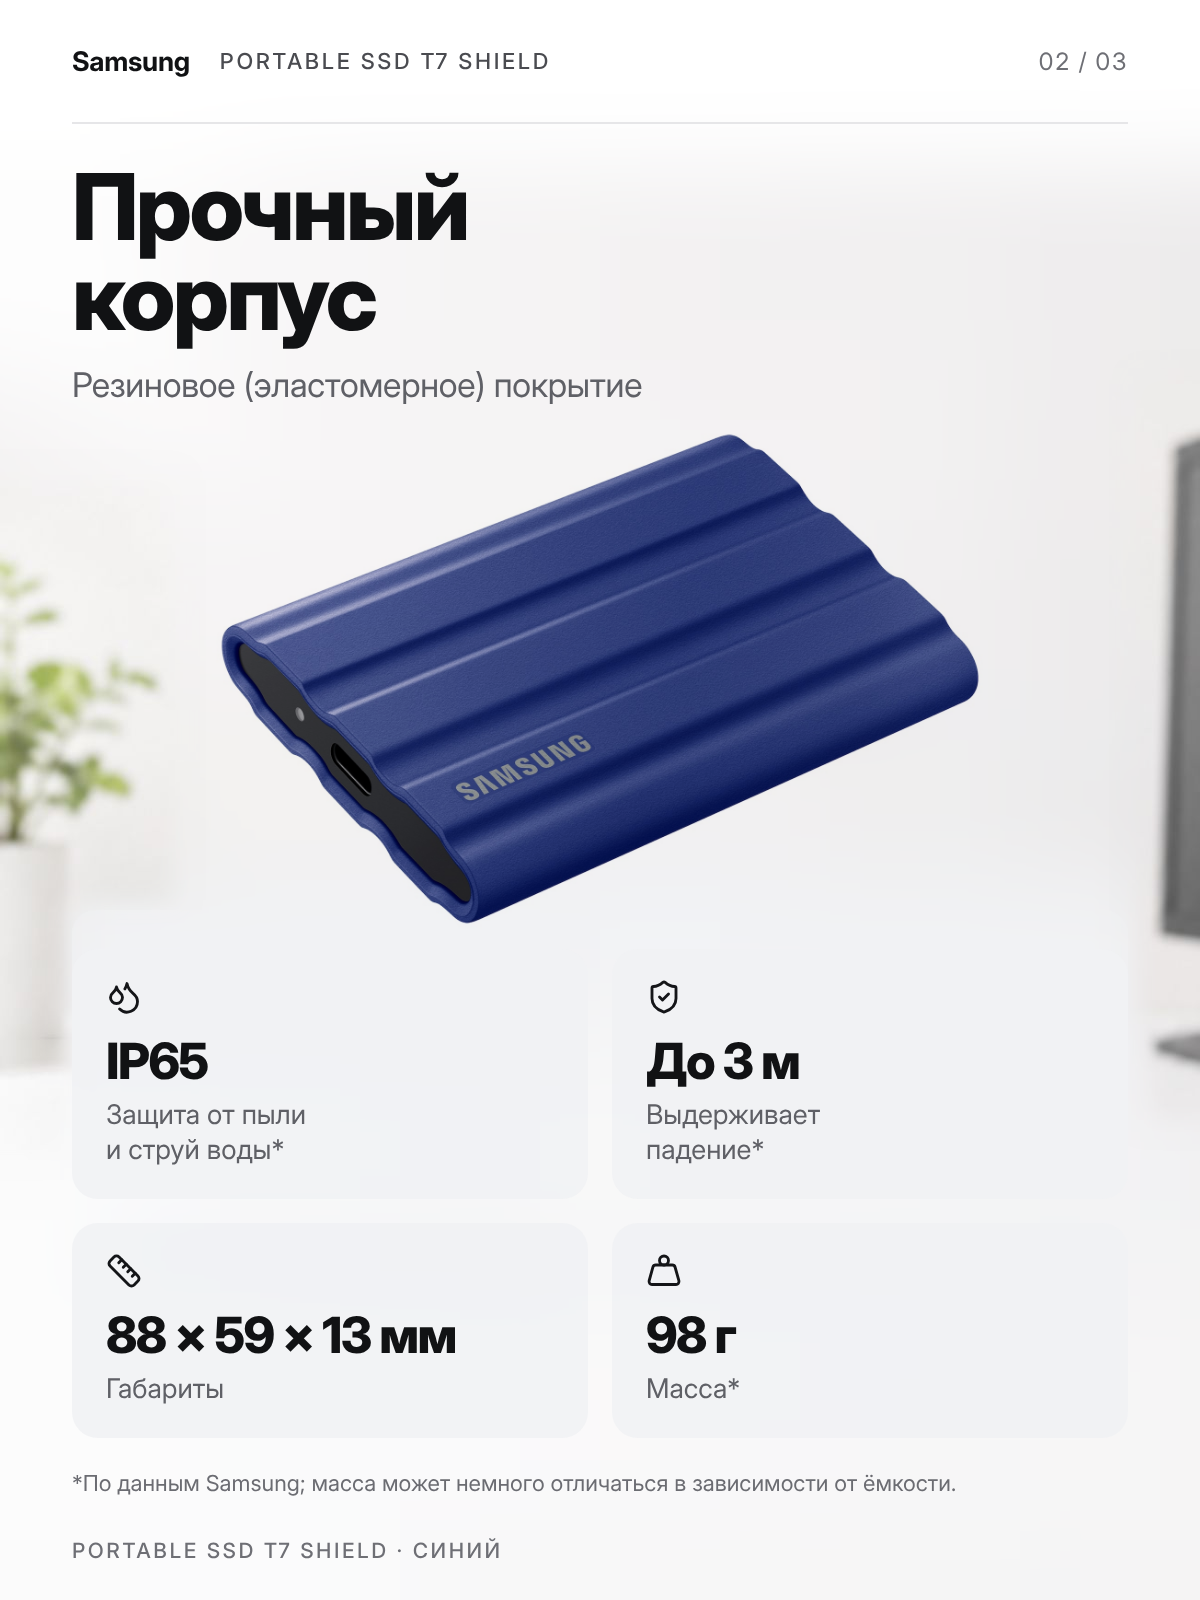 Samsung PORTABLE SSD T7 SHIELD 02 / 03
Прочный
корпус
Резиновое (эластомерное) покрытие
SAMSUNG
IP65
Защита от пыли
и струй воды*
До 3 м
Выдерживает
падение*
88 × 59 × 13 мм
Габариты
98 г
Масса*
*По данным Samsung; масса может немного отличаться в зависимости от ёмкости.
PORTABLE SSD T7 SHIELD · СИНИЙ